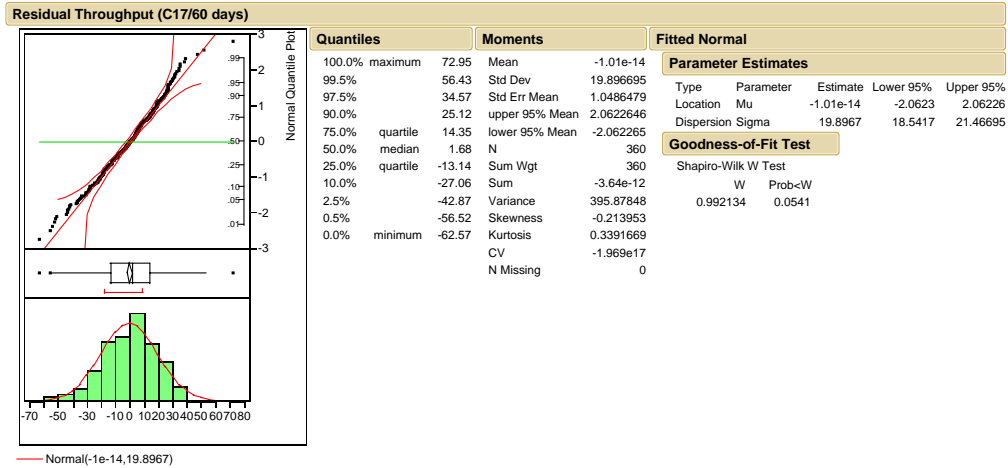 Residual Throughput (C17/60 days)
3
2
1
0
-1
-2
-3
.99
.95
.90
.75
.50
.25
.10
.05
.01
Normal Quantile Plot
-70 -50 -30 -10 0 10 20 30 40 50 60 70 80
Normal(-1e-14,19.8967)
Quantiles
100.0% maximum 72.95
99.5% 56.43
97.5% 34.57
90.0% 25.12
75.0% quartile 14.35
50.0% median 1.68
25.0% quartile -13.14
10.0% -27.06
2.5% -42.87
0.5% -56.52
0.0% minimum -62.57
Moments
Mean -1.01e-14
Std Dev 19.896695
Std Err Mean 1.0486479
upper 95% Mean 2.0622646
lower 95% Mean -2.062265
N 360
Sum Wgt 360
Sum -3.64e-12
Variance 395.87848
Skewness -0.213953
Kurtosis 0.3391669
CV -1.969e17
N Missing 0
Fitted Normal
Parameter Estimates
Type Parameter Estimate Lower 95% Upper 95%
Location Mu -1.01e-14 -2.0623 2.06226
Dispersion Sigma 19.8967 18.5417 21.46695
Goodness-of-Fit Test
Shapiro-Wilk W Test
W Prob<W
0.992134 0.0541